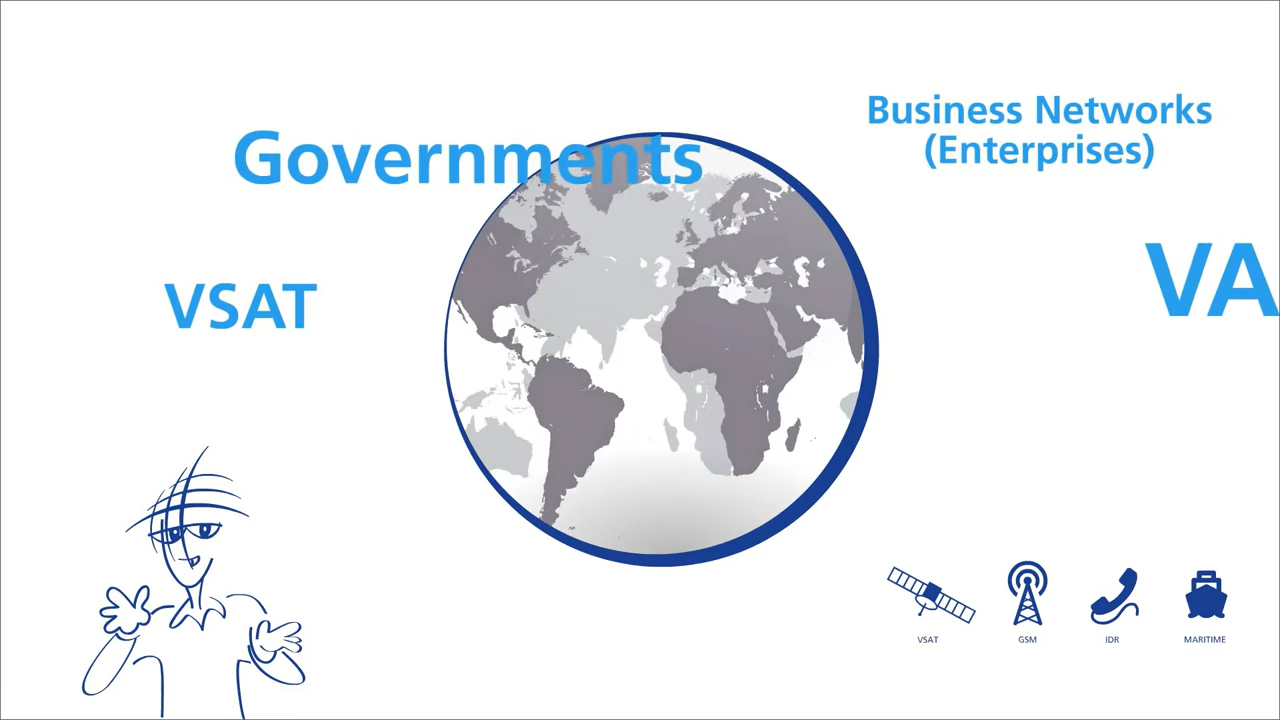 Governments
Business Networks
(Enterprises)
VSAT
VA
VSAT
GSM
IDR
MARITIME